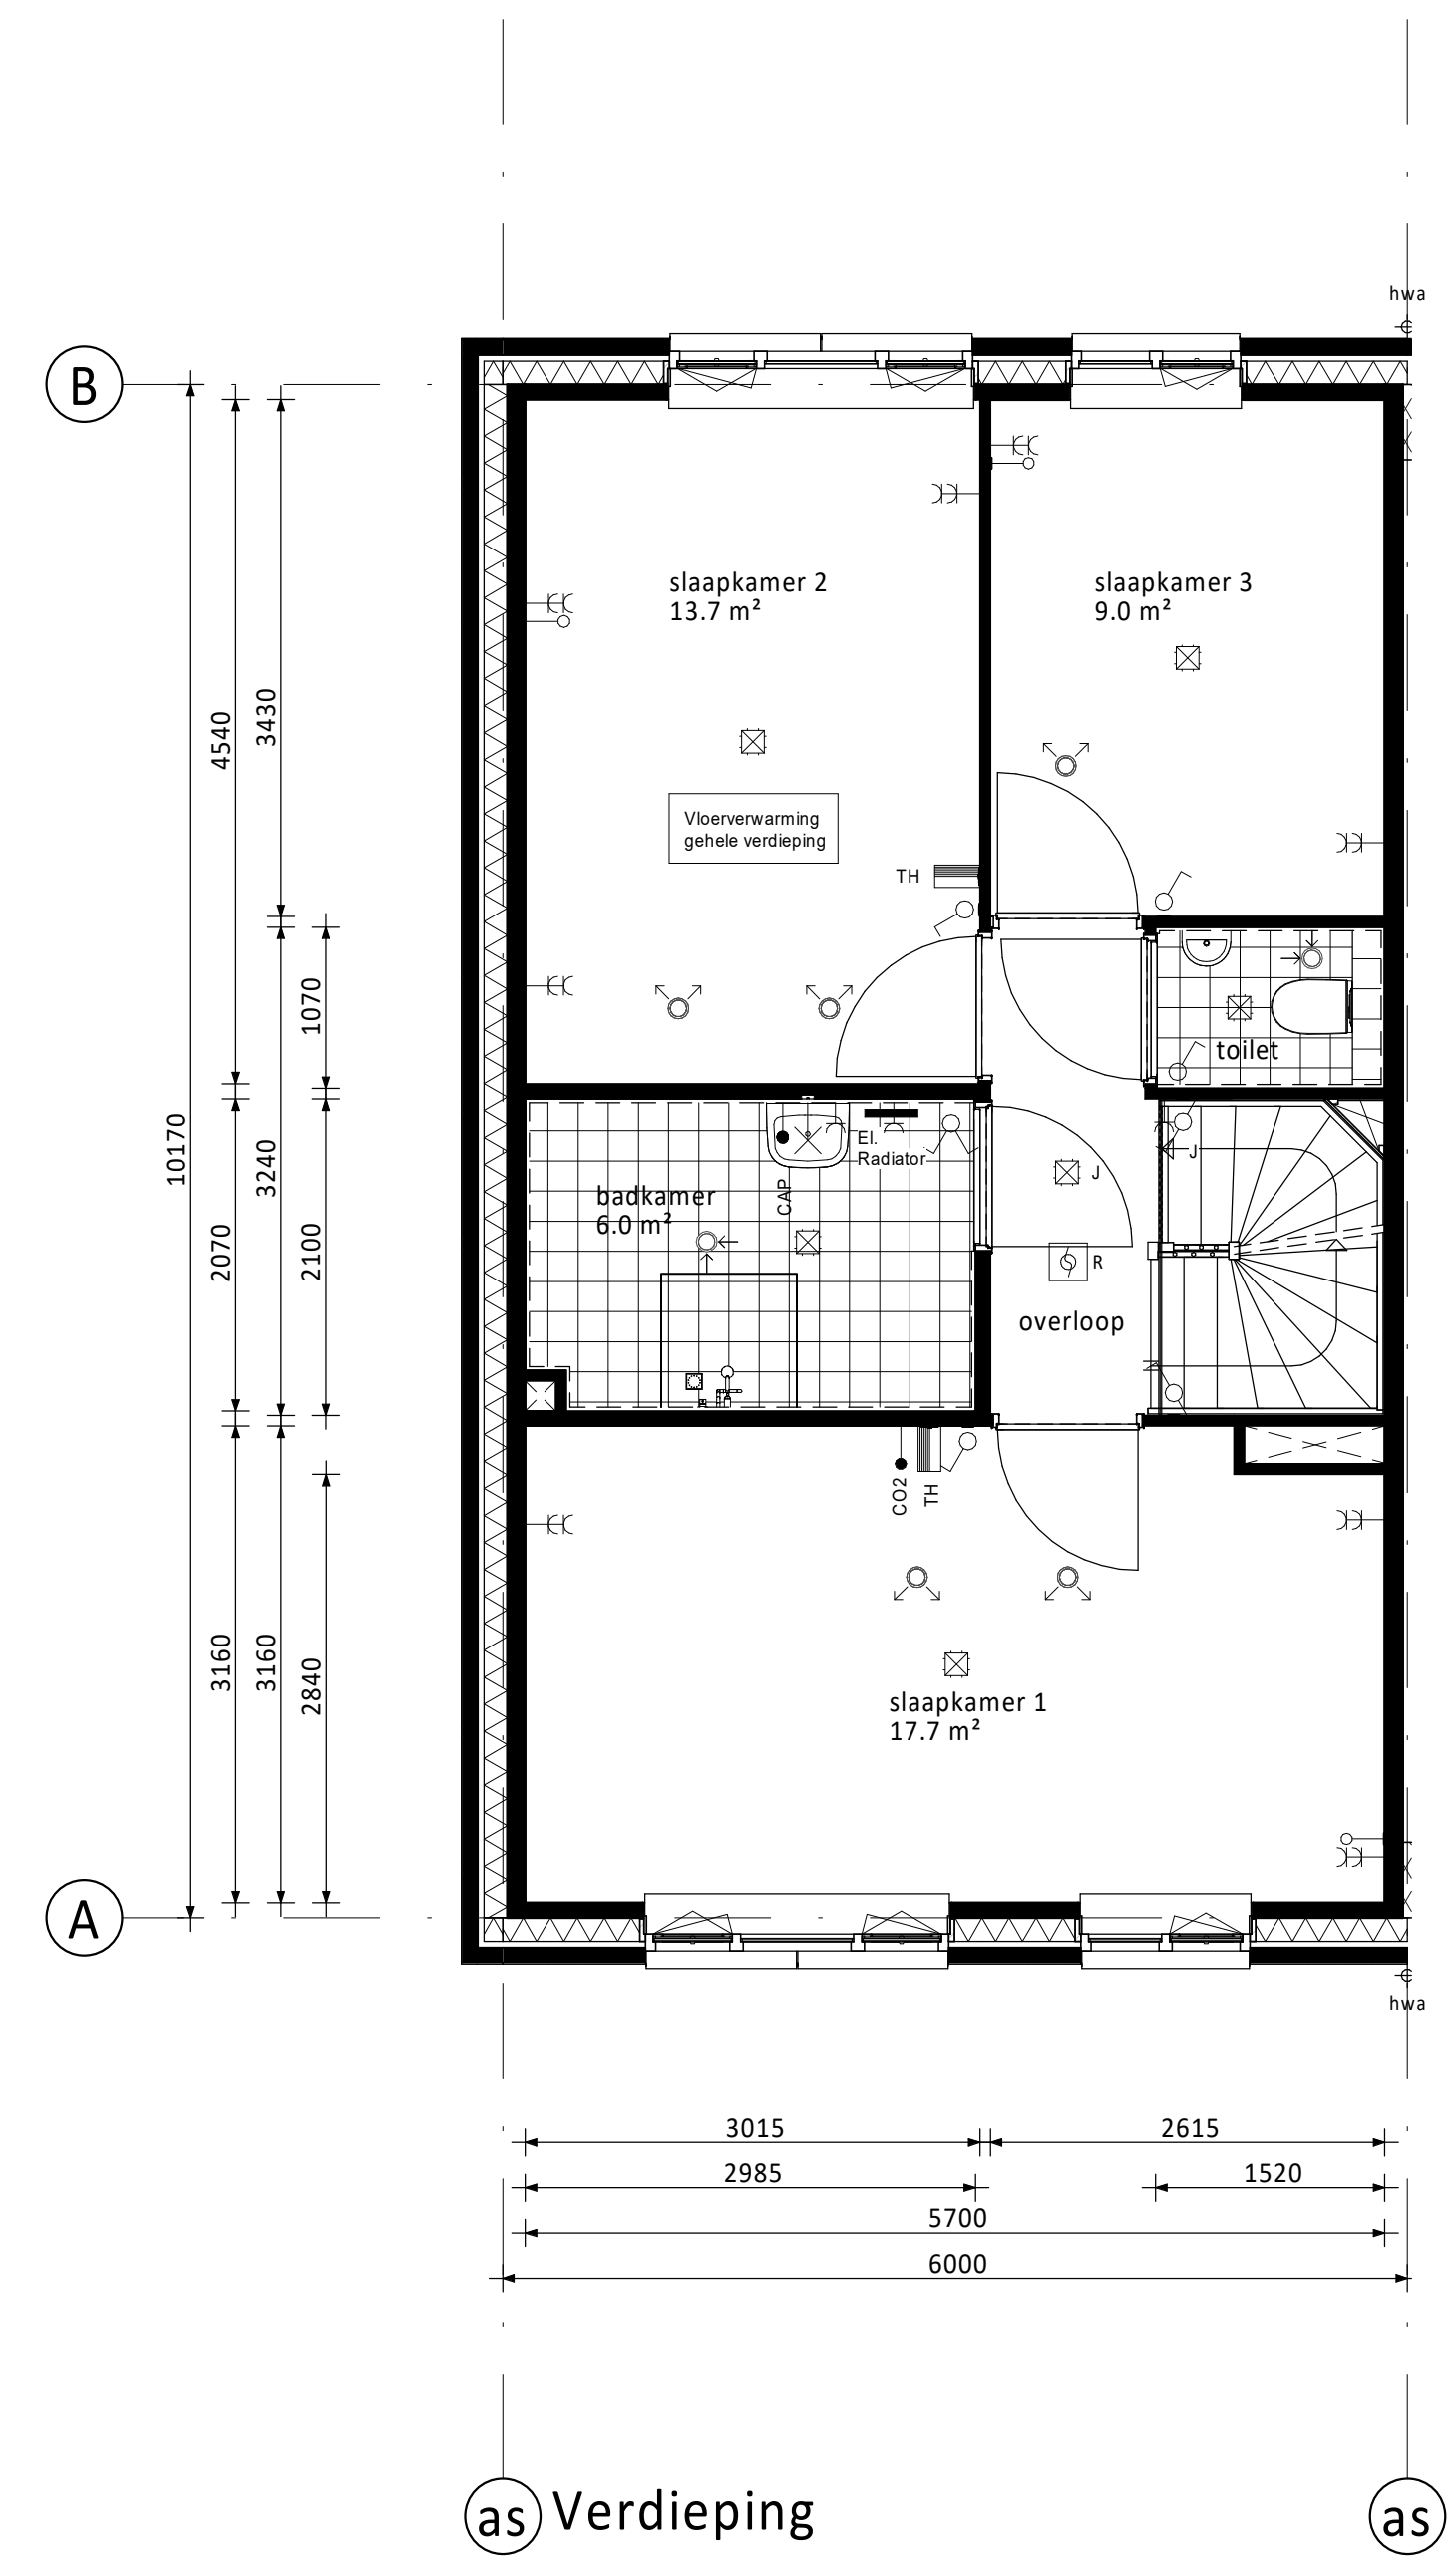 hwa
B
slaapkamer 2
13.7 m²
slaapkamer 3
9.0 m²
4540
3430
Vloerverwarming
gehele verdieping
TH
1070
toilet
10170
3240
2070
2100
El.
Radiator
CAP
badkamer
6.0 m²
J
J
R
overloop
N
CO2
TH
3160
3160
2840
slaapkamer 1
17.7 m²
A
hwa
3015
2615
2985
1520
5700
6000
as
Verdieping
as